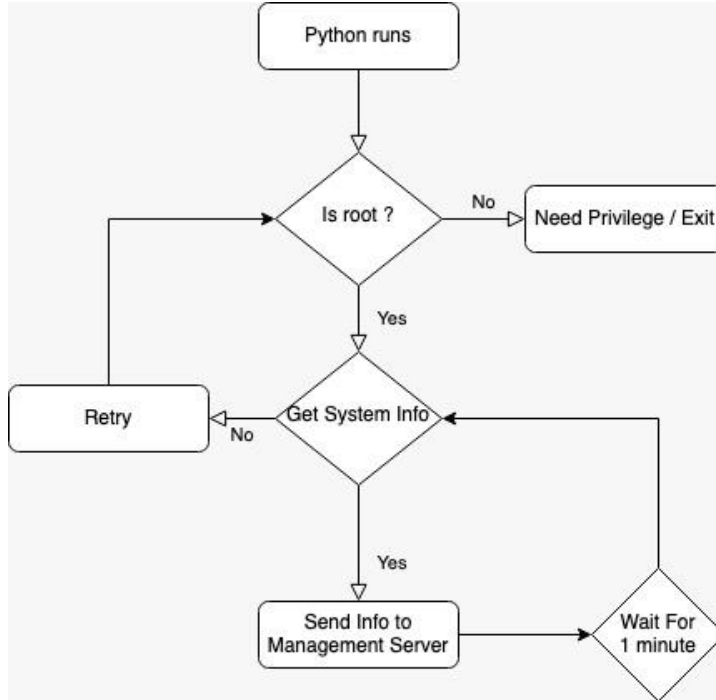 Python runs
Is root ?
No
Need Privilege / Exit
Yes
Get System Info
Retry
No
Yes
Send Info to
Management Server
Wait For
1 minute